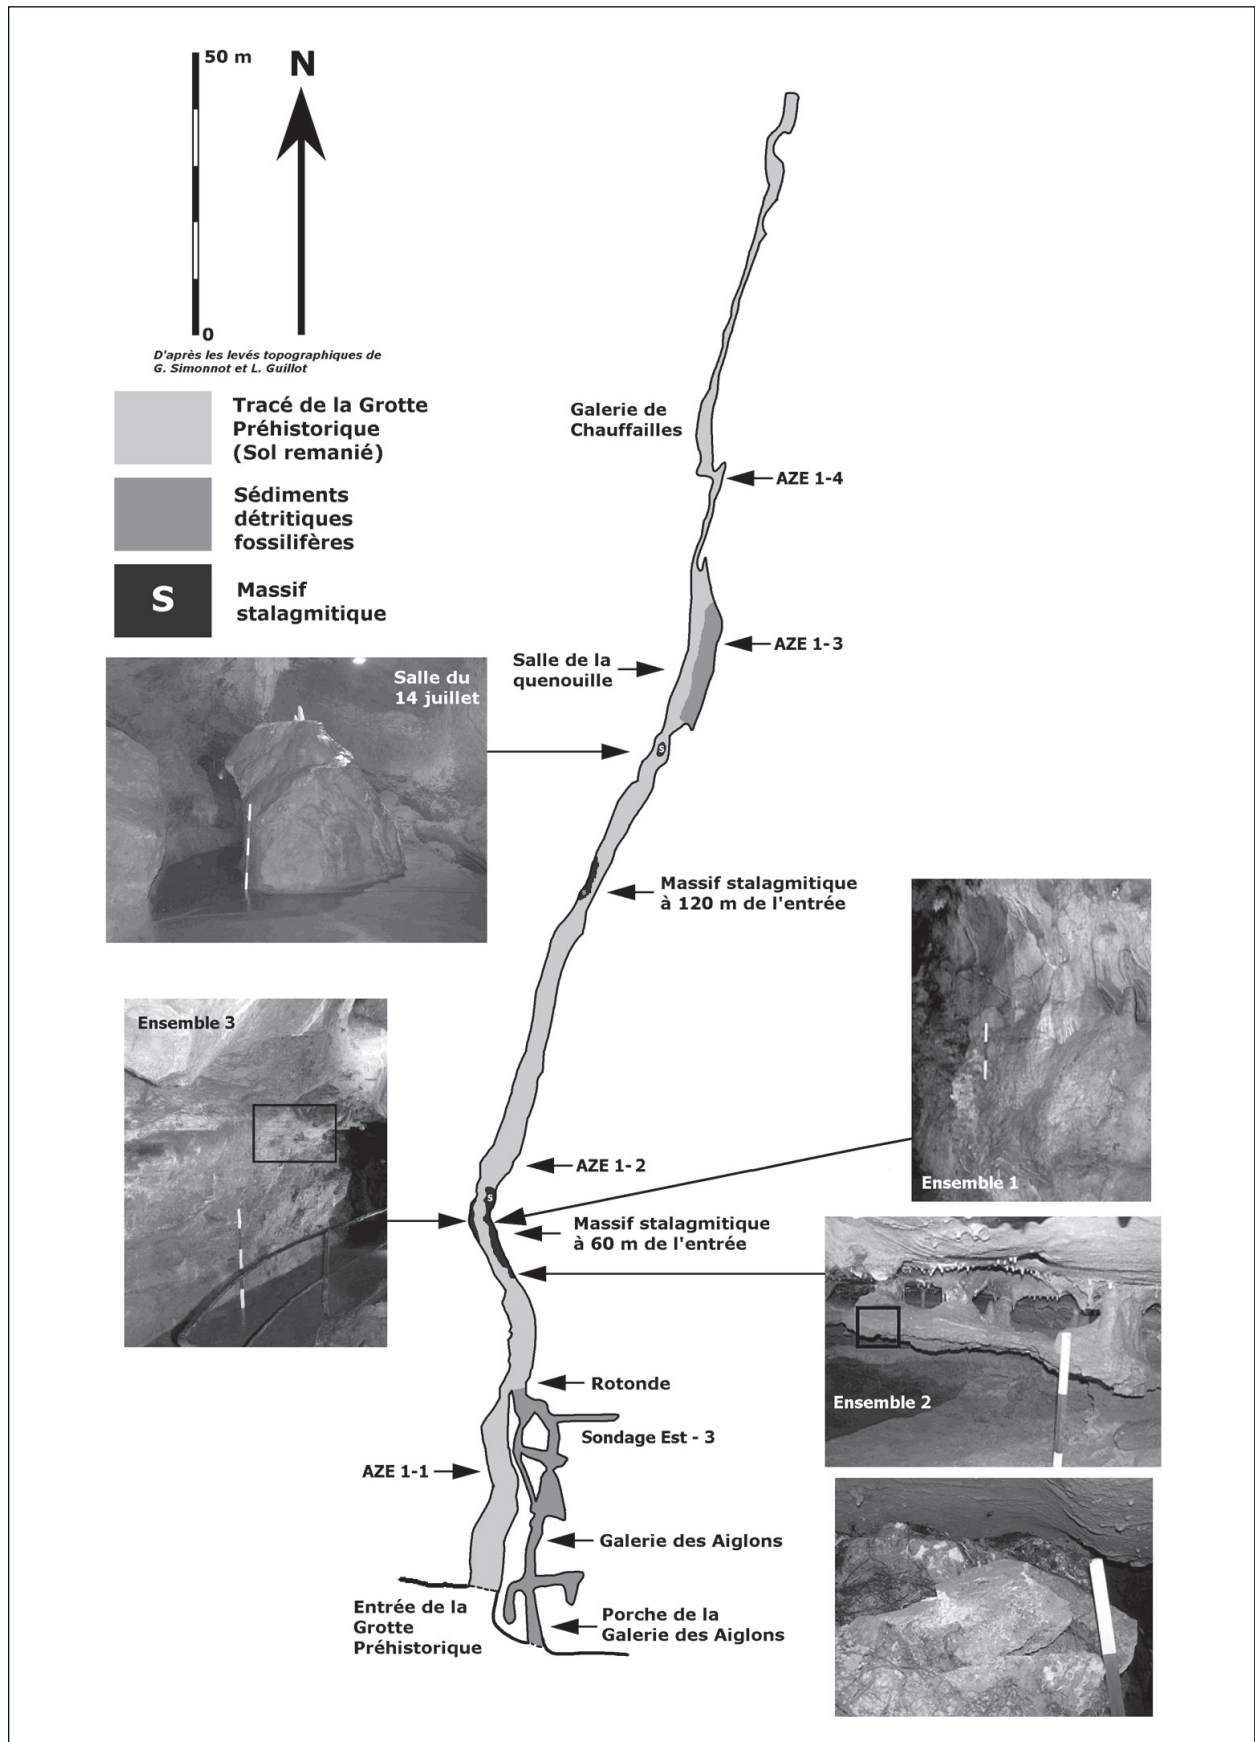 50 m
N
0
D'après les levés topographiques de
G. Simonnot et L. Guillot
Tracé de la Grotte
Préhistorique
(Sol remanié)
Sédiments
détritiques
fossilifères
S
Massif
stalagmitique
Galerie de
Chauffailles
AZE 1-4
AZE 1-3
Salle de la
quenouille
Salle du
14 juillet
S
S
Massif stalagmitique
à 120 m de l'entrée
Ensemble 3
Ensemble 1
AZE 1-2
S
Massif stalagmitique
à 60 m de l'entrée
Ensemble 2
Rotonde
Sondage Est - 3
AZE 1-1
Galerie des Aiglons
Entrée de la
Grotte
Préhistorique
Porche de la
Galerie des Aiglons